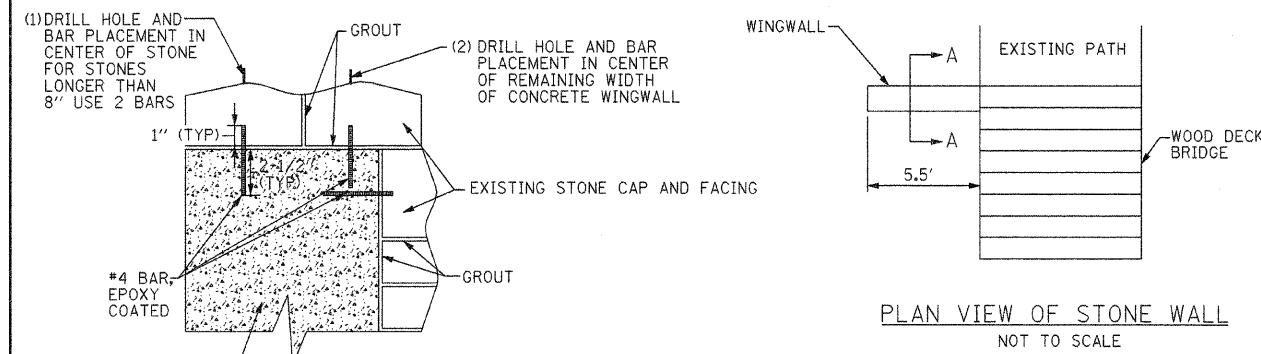 (1) DRILL HOLE AND
BAR PLACEMENT IN
CENTER OF STONE
FOR STONES
LONGER THAN
8" USE 2 BARS
GROUT
(2) DRILL HOLE AND BAR
PLACEMENT IN CENTER
OF REMAINING WIDTH
OF CONCRETE WINGWALL
1" (TYP)
2-1/2"
(TYP)
EXISTING STONE CAP AND FACING
#4 BAR,
EPOXY
COATED
GROUT
WINGWALL
A
EXISTING PATH
A
WOOD DECK
BRIDGE
5.5'
PLAN VIEW OF STONE WALL
NOT TO SCALE